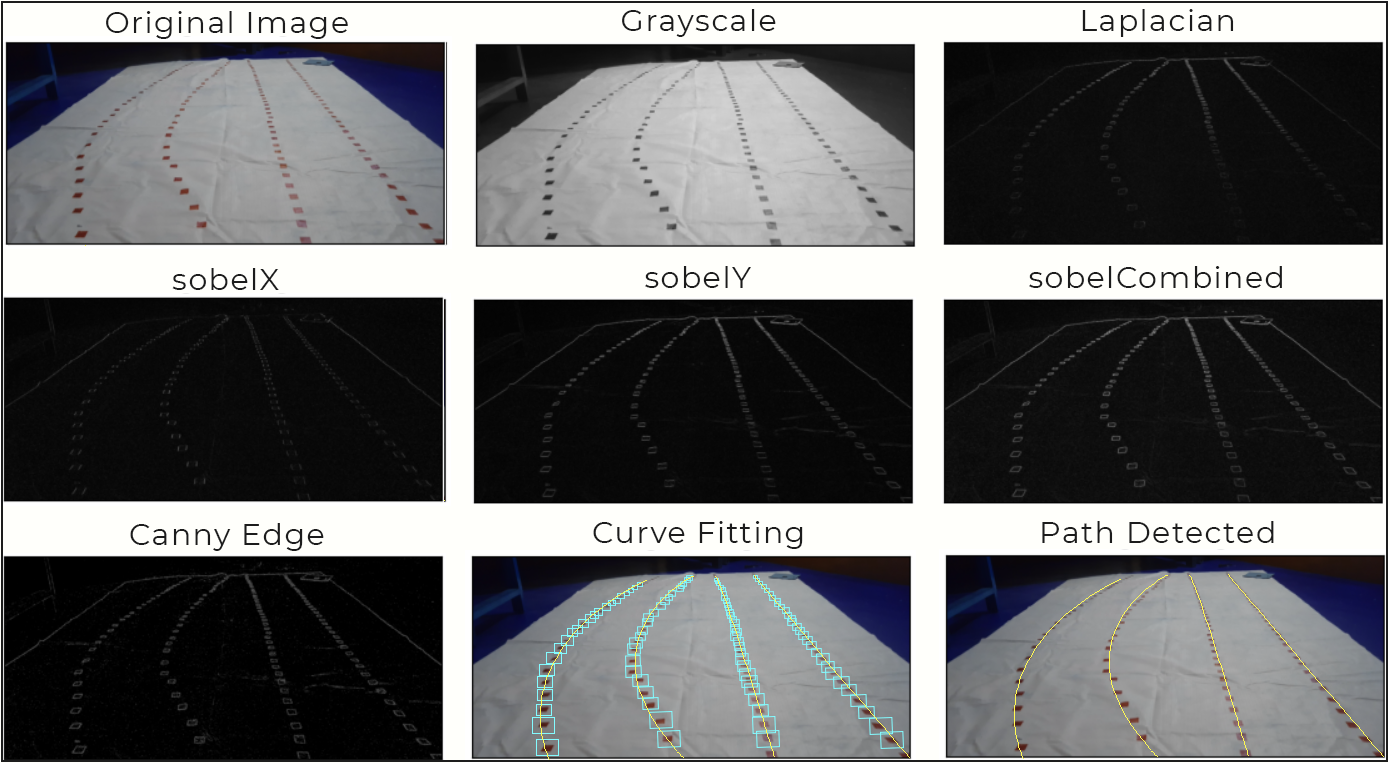 Original Image
Grayscale
Laplacian
sobelX
sobelY
sobelCombined
Canny Edge
Curve Fitting
Path Detected